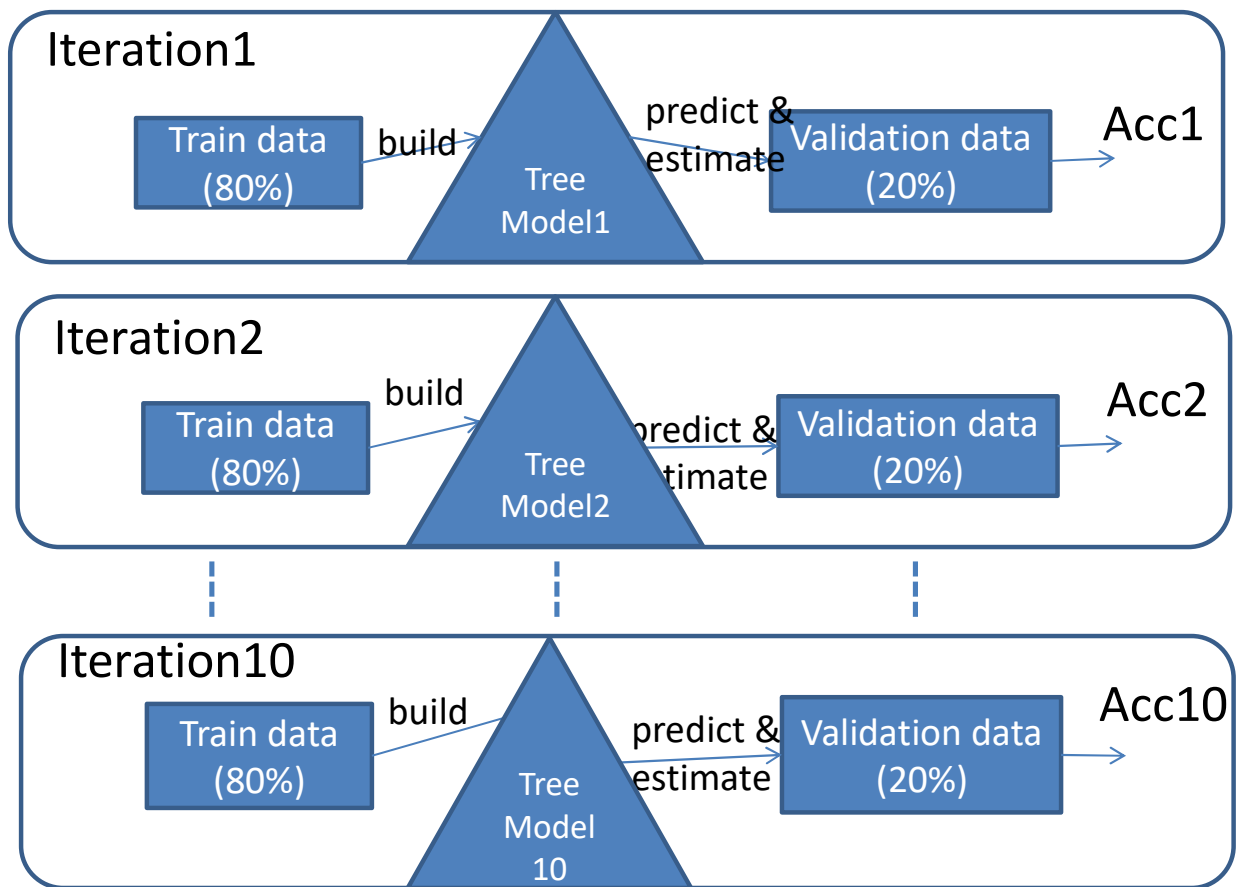 Iteration1
Train data
(80%)
build
Tree
Model1
predict &
estimate
Validation data
(20%)
Acc1
Iteration2
Train data
(80%)
build
Tree
Model2
predict &
timate
Validation data
(20%)
Acc2
Iteration10
Train data
(80%)
build
Tree
Model
10
predict &
estimate
Validation data
(20%)
Acc10